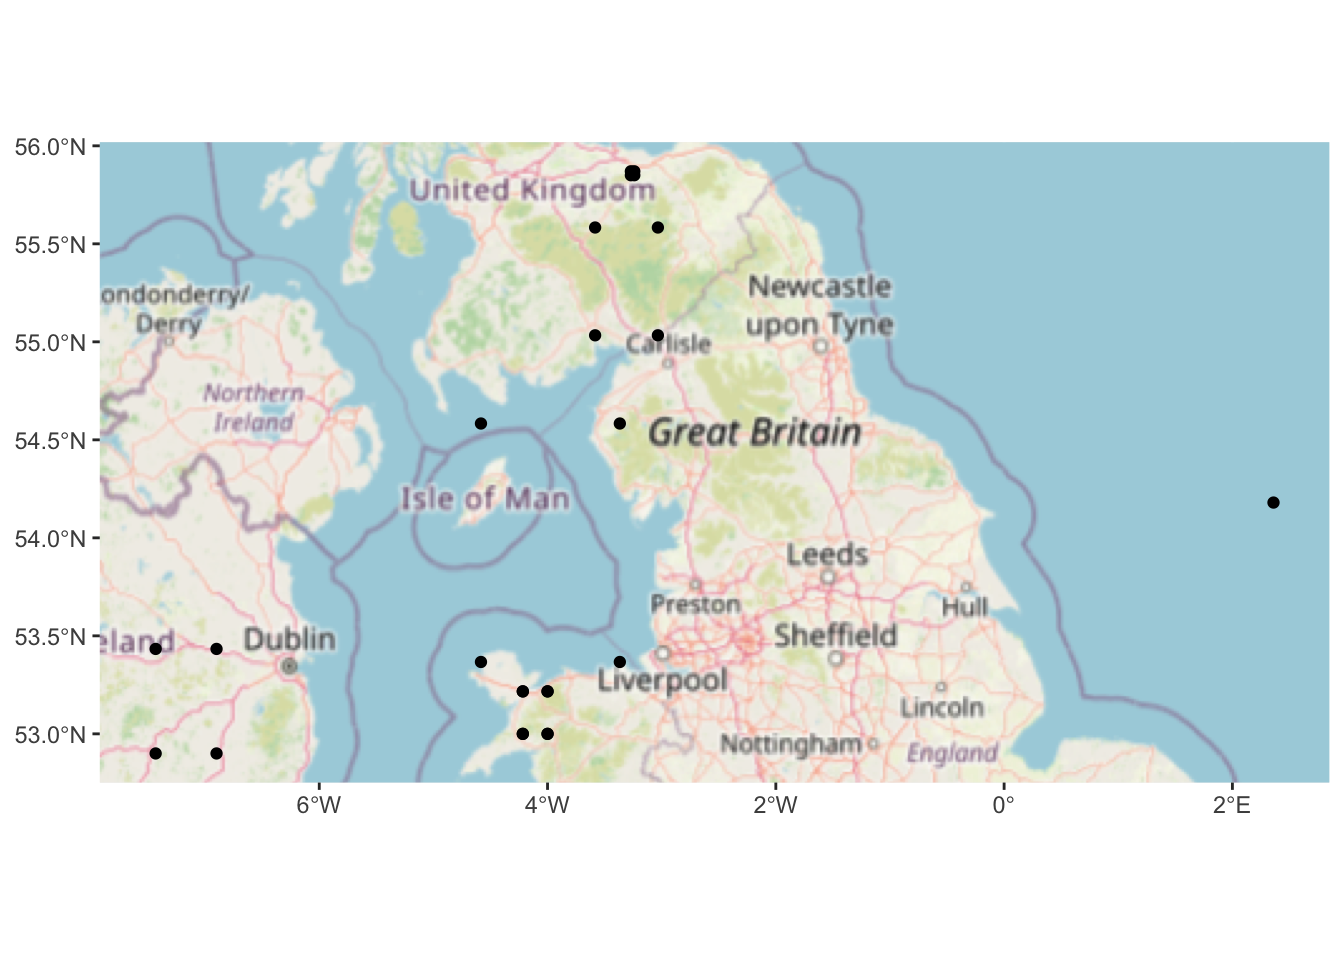 56.0°N
United Kingdom
55.5°N
ondonderry/
Derry
Newcastle
upon Tyne
55.0°N
Carlisle
Northern
Ireland
54.5°N
Great Britain
Isle of Man
54.0°N
Leeds
Preston
Hull
53.5°N
eland
Dublin
Sheffield
Liverpool
Lincoln
53.0°N
Nottingham
England
6°W
4°W
2°W
0°
2°E